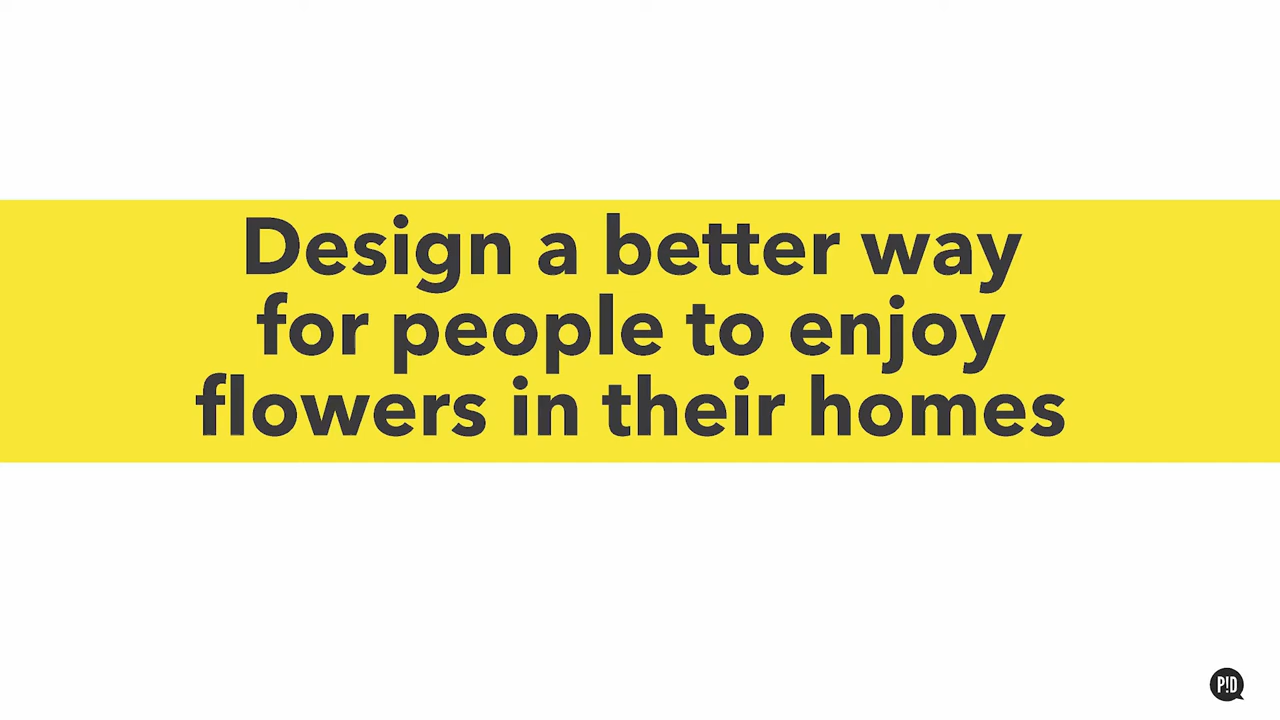 Design a better way
for people to enjoy
flowers in their homes
P!D